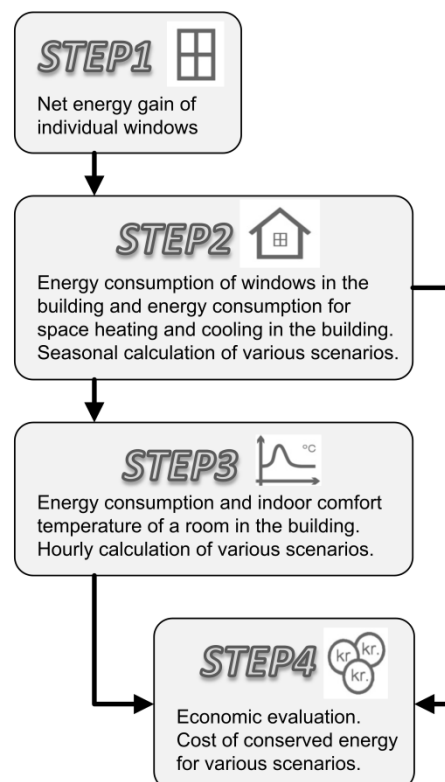 STEP1
Net energy gain of
individual windows
STEP2
Energy consumption of windows in the
building and energy consumption for
space heating and cooling in the building.
Seasonal calculation of various scenarios.
STEP3
°C
Energy consumption and indoor comfort
temperature of a room in the building.
Hourly calculation of various scenarios.
STEP4
kr kr.
kr.
Economic evaluation.
Cost of conserved energy
for various scenarios.